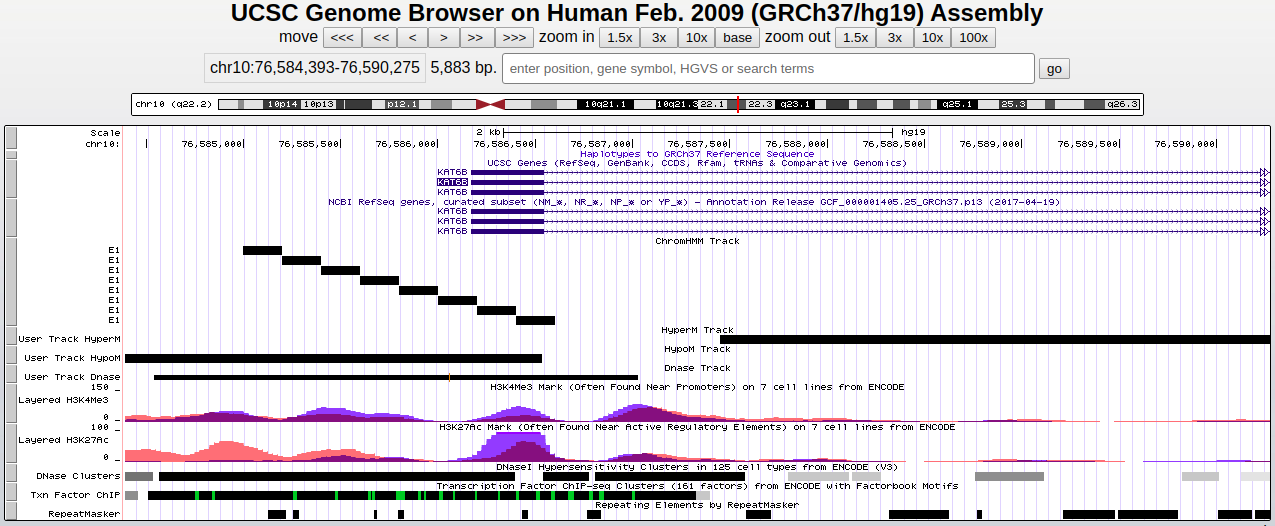 UCSC Genome Browser on Human Feb. 2009 (GRCh37/hg19) Assembly
move <<< << < > >> >>> zoom in 1.5x 3x 10x base zoom out 1.5x 3x 10x 100x
chr10:76,584,393-76,590,275 5,883 bp. enter position, gene symbol, HGVS or search terms go
chr10 (q22.2) 10p14 10p13 p12.1 10q21.1 10q21.3 22.1 22.3 q23.1 q25.1 25.3 q26.3
Scale 2 kb hg19
chr10: 76,585,000 76,585,500 76,586,000 76,586,500 76,587,000 76,587,500 76,588,000 76,588,500 76,589,000 76,589,500 76,590,000
Haplotypes to GRCh37 Reference Sequence
UCSC Genes (RefSeq, GenBank, CCDS, Rfam, tRNAs & Comparative Genomics)
KAT6B
KAT6B
KAT6B
NCBI RefSeq genes, curated subset (NM_*, NR_*, NP_* or YP_*) - Annotation Release GCF_000001405.25_GRCh37.p13 (2017-04-19)
KAT6B
KAT6B
KAT6B
ChromHMM Track
E1
E1
E1
E1
E1
E1
E1
E1
HyperM Track
User Track HyperM
HypoM Track
User Track HypoM
Dnase Track
User Track Dnase
H3K4Me3 Mark (Often Found Near Promoters) on 7 cell lines from ENCODE
150 _
Layered H3K4Me3
0 _
H3K27Ac Mark (Often Found Near Active Regulatory Elements) on 7 cell lines from ENCODE
100 _
Layered H3K27Ac
0 _
DNaseI Hypersensitivity Clusters in 125 cell types from ENCODE (V3)
DNase Clusters
Transcription Factor ChIP-seq Clusters (161 factors) from ENCODE with Factorbook Motifs
Txn Factor ChIP
Repeating Elements by RepeatMasker
RepeatMasker